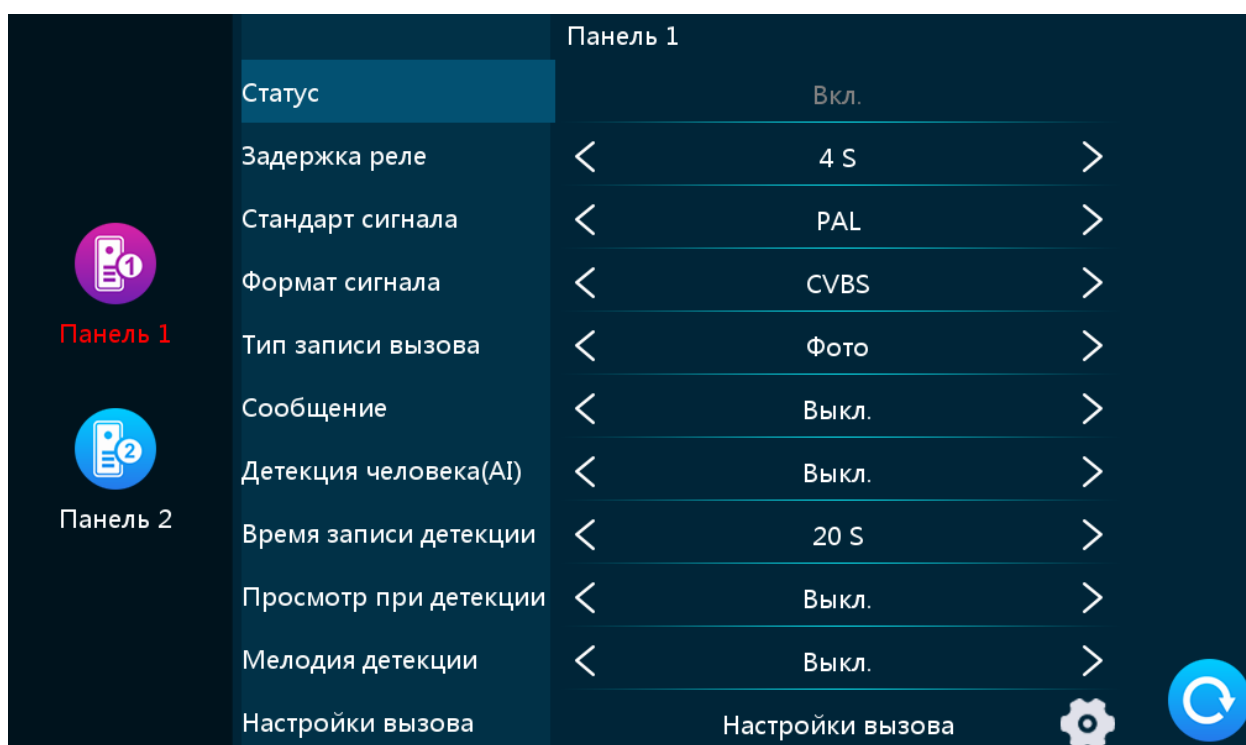 Панель 1
Статус Вкл.
Задержка реле 4 S
Стандарт сигнала PAL
Формат сигнала CVBS
Тип записи вызова Фото
Сообщение Выкл.
Детекция человека(AI) Выкл.
Время записи детекции 20 S
Просмотр при детекции Выкл.
Мелодия детекции Выкл.
Настройки вызова Настройки вызова
1
Панель 1
2
Панель 2